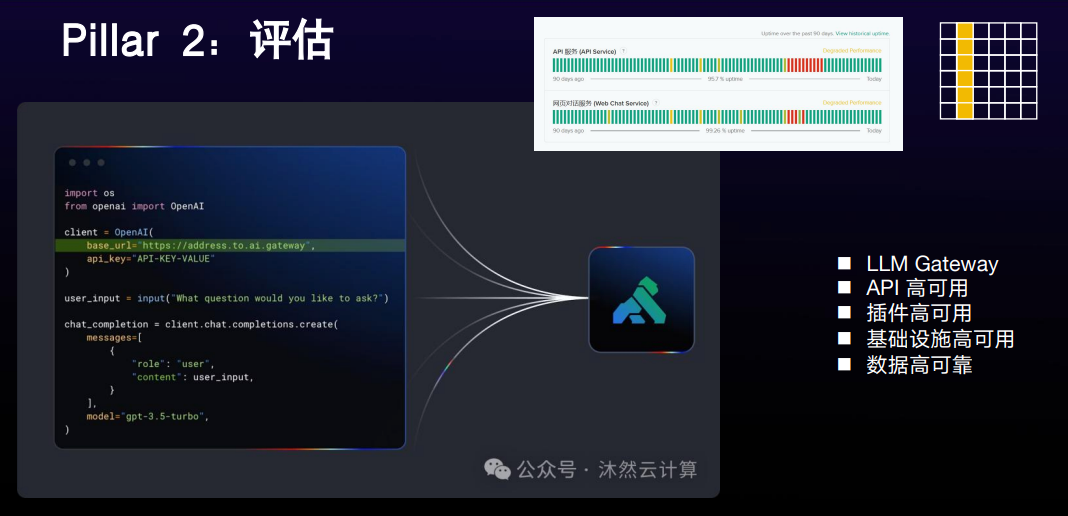 Pillar 2：评估
Uptime over the past 90 days. View historical uptime.
API 服务 (API Service) ?
Degraded Performance
90 days ago
95.7 % uptime
Today
网页对话服务 (Web Chat Service) ?
Degraded Performance
90 days ago
99.26 % uptime
Today
import os
from openai import OpenAI
client = OpenAI(
base_url="https://address.to.ai.gateway",
api_key="API-KEY-VALUE"
)
user_input = input("What question would you like to ask?")
chat_completion = client.chat.completions.create(
messages=[
{
"role": "user",
"content": user_input,
}
],
model="gpt-3.5-turbo",
)
■ LLM Gateway
■ API 高可用
■ 插件高可用
■ 基础设施高可用
■ 数据高可靠
公众号 · 沐然云计算